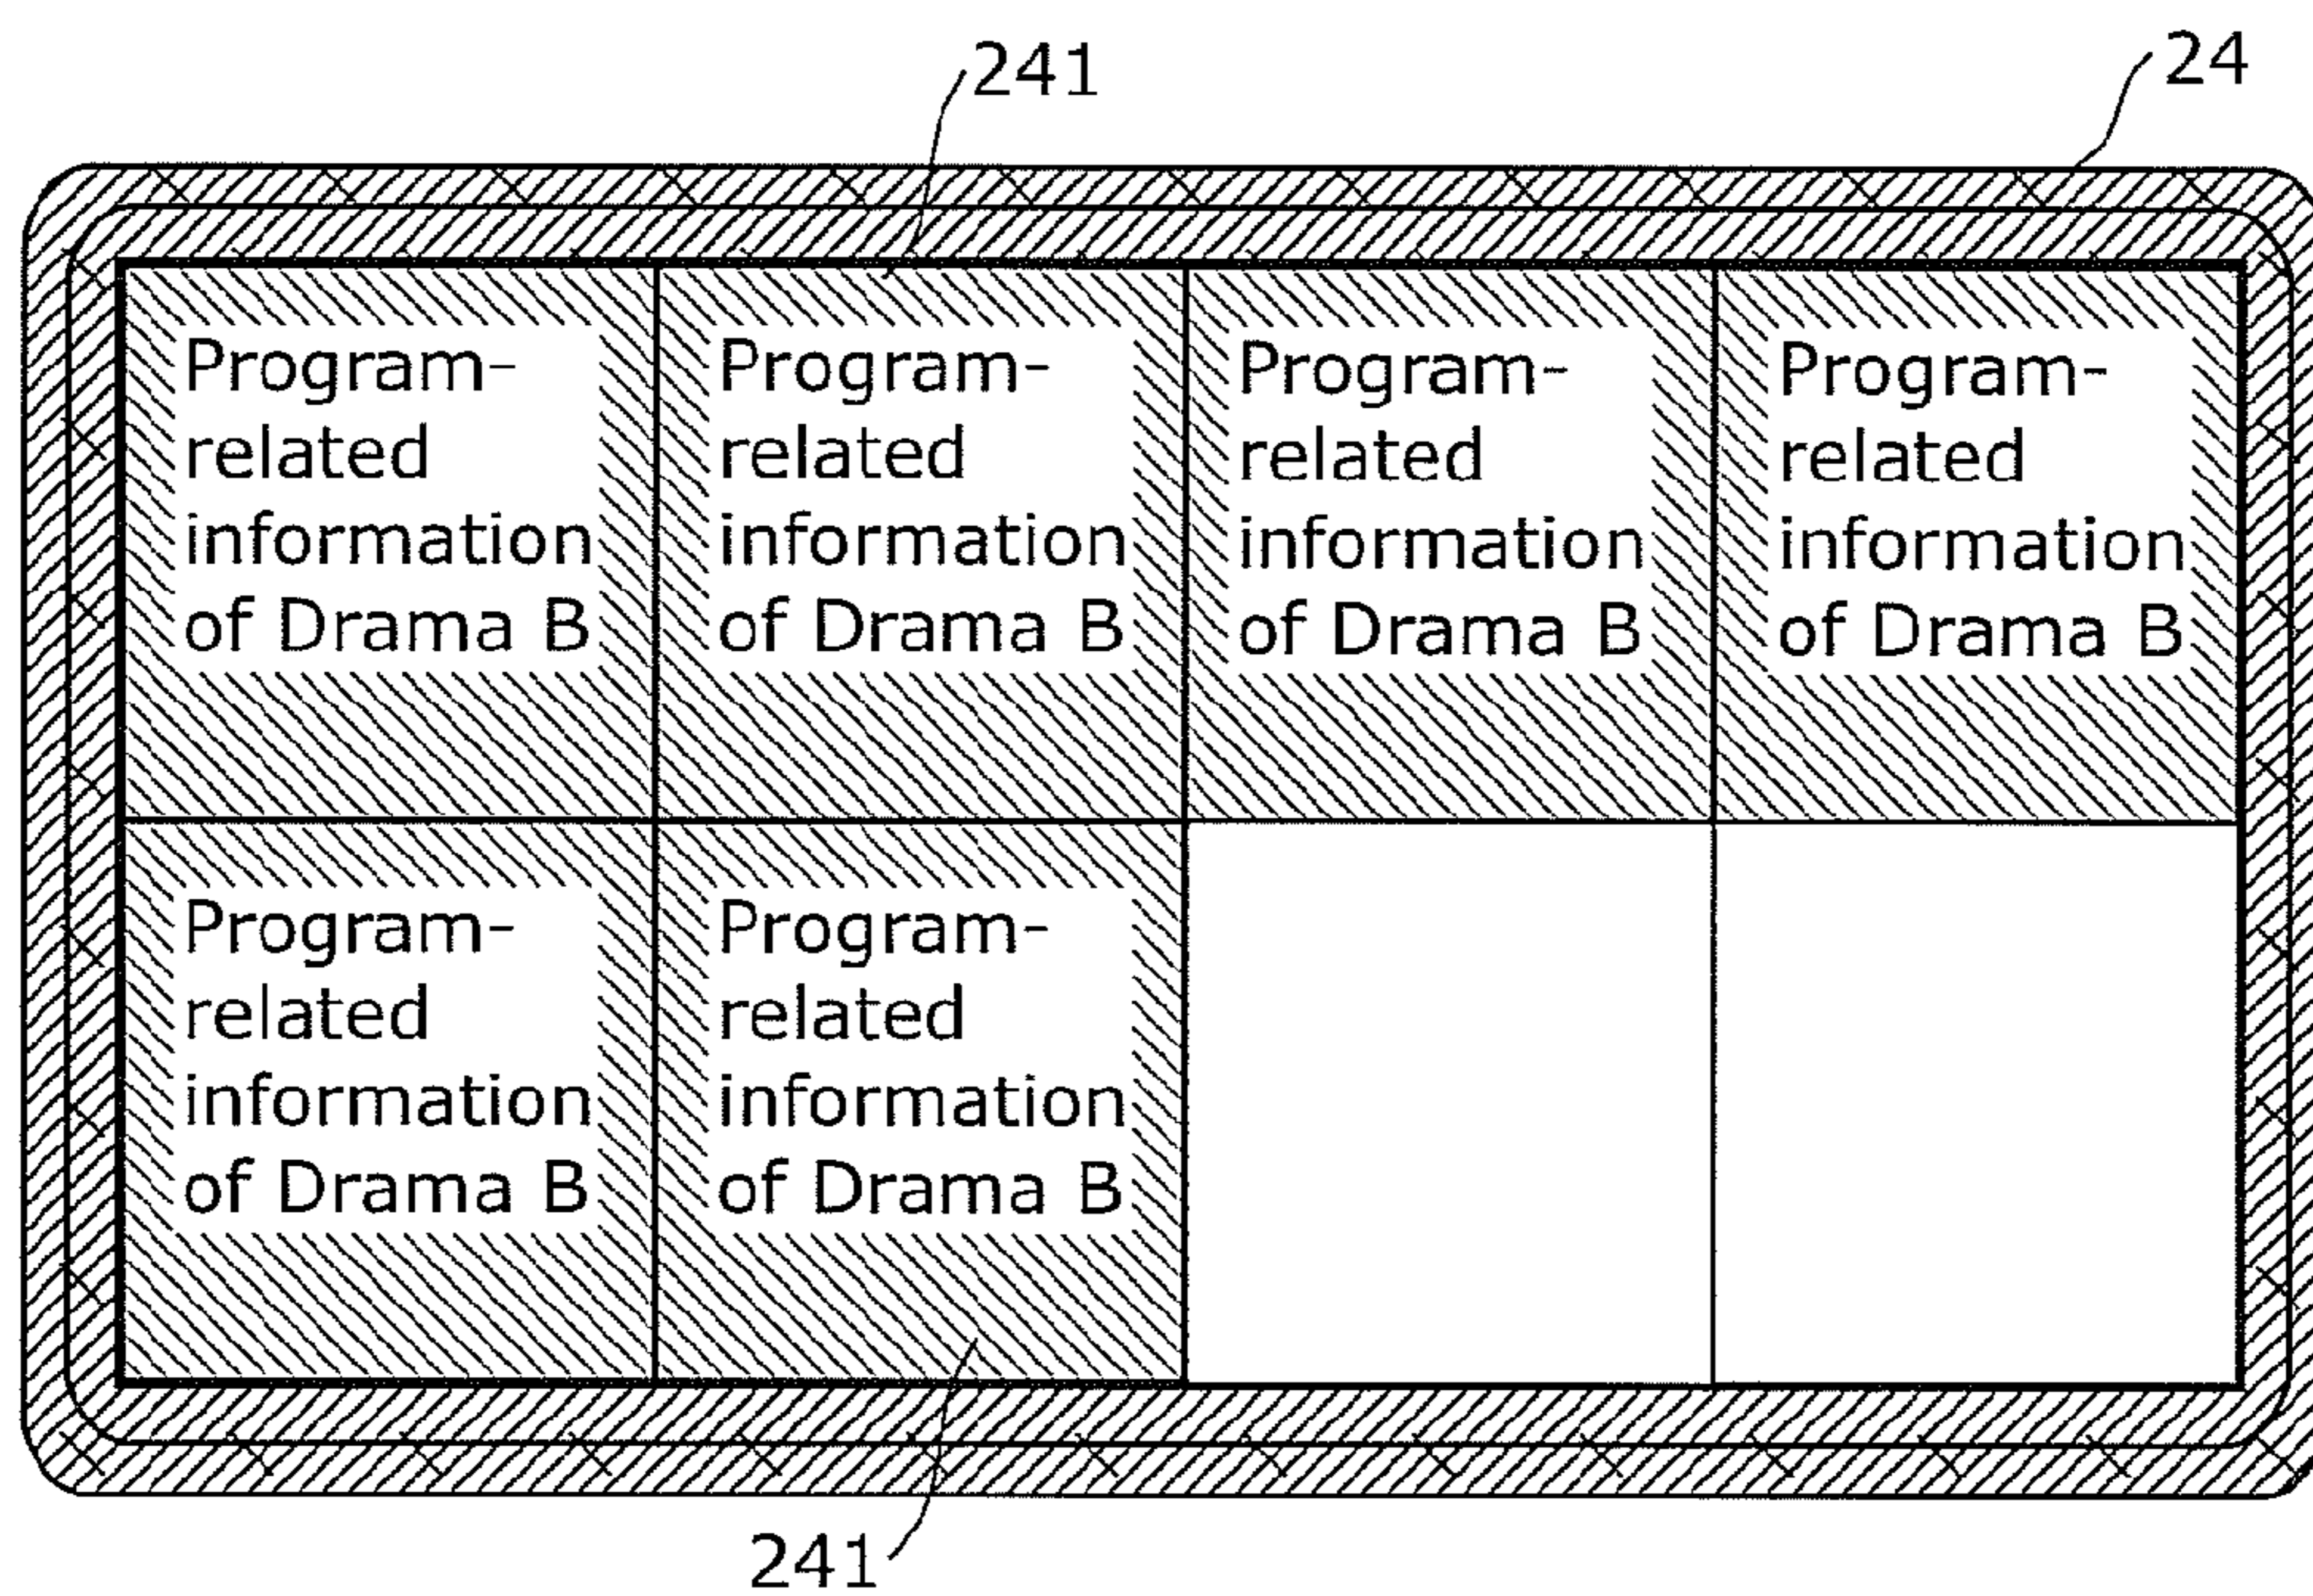 241
24
Program-
related
information
of Drama B
Program-
related
information
of Drama B
Program-
related
information
of Drama B
Program-
related
information
of Drama B
Program-
related
information
of Drama B
Program-
related
information
of Drama B
241